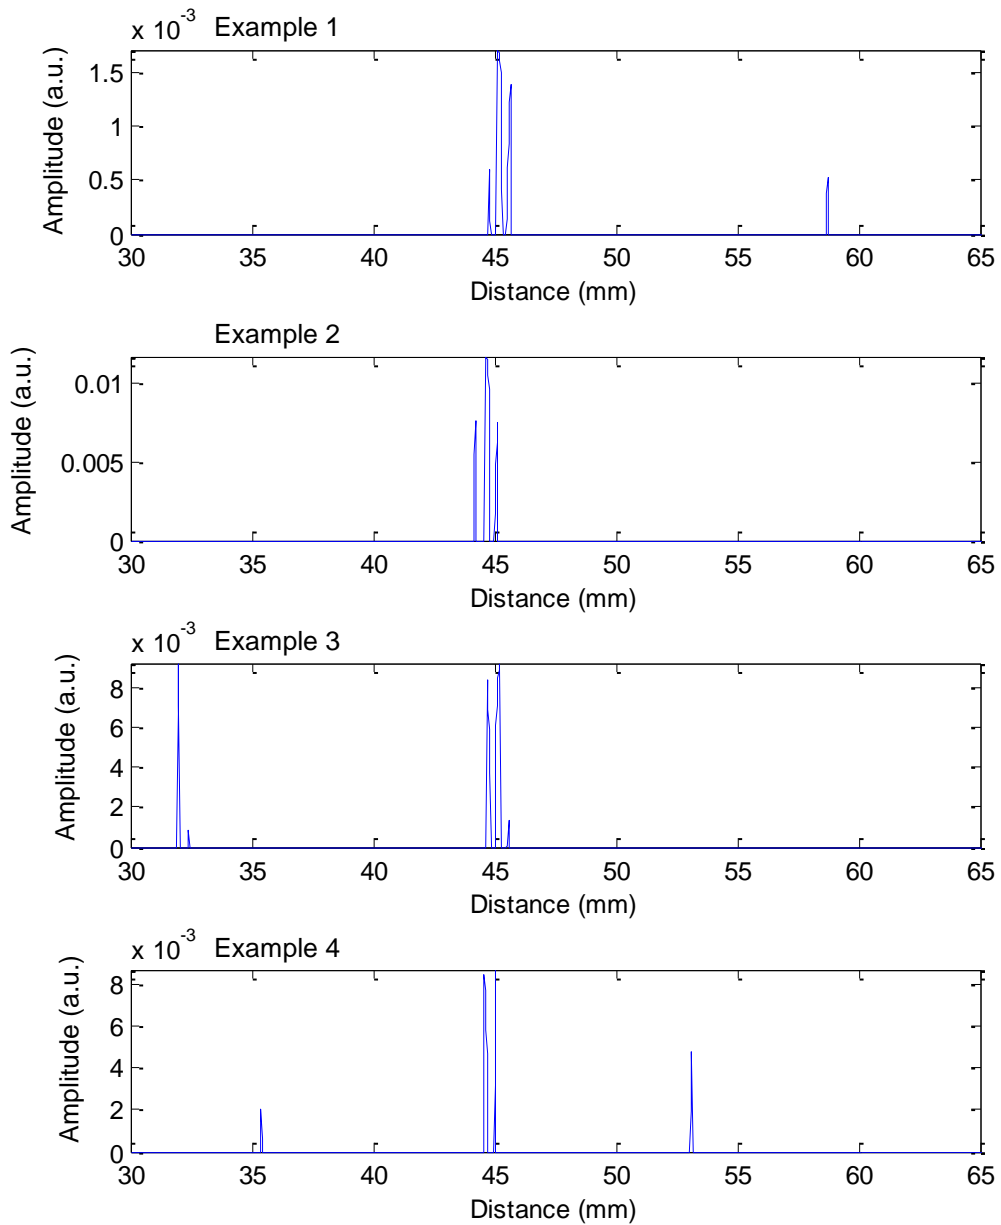 x 10^-3 Example 1
Amplitude (a.u.)
1.5
1
0.5
0
30 35 40 45 50 55 60 65
Distance (mm)
Example 2
Amplitude (a.u.)
0.01
0.005
0
30 35 40 45 50 55 60 65
Distance (mm)
x 10^-3 Example 3
Amplitude (a.u.)
8
6
4
2
0
30 35 40 45 50 55 60 65
Distance (mm)
x 10^-3 Example 4
Amplitude (a.u.)
8
6
4
2
0
30 35 40 45 50 55 60 65
Distance (mm)